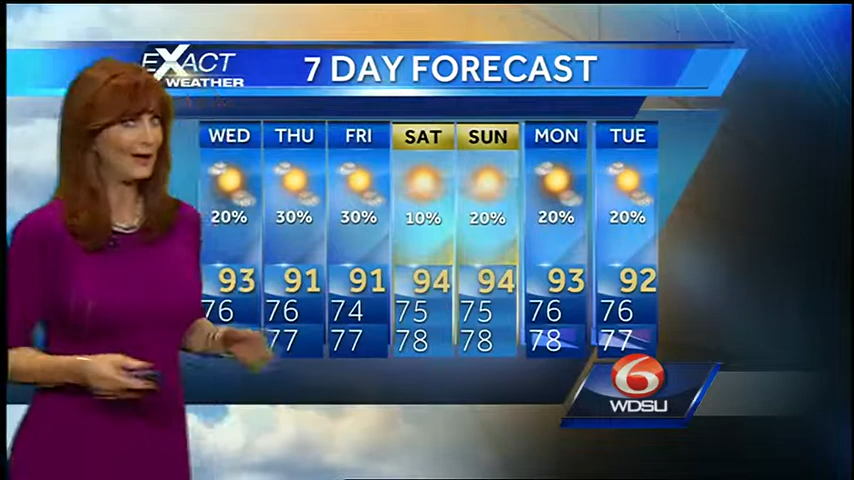 EXACT
WEATHER
7 DAY FORECAST
WED THU FRI SAT SUN MON TUE
20% 30% 30% 10% 20% 20% 20%
93 91 91 94 94 93 92
76 76 74 75 75 76 76
77 77 78 78 78 77
6
WDSU